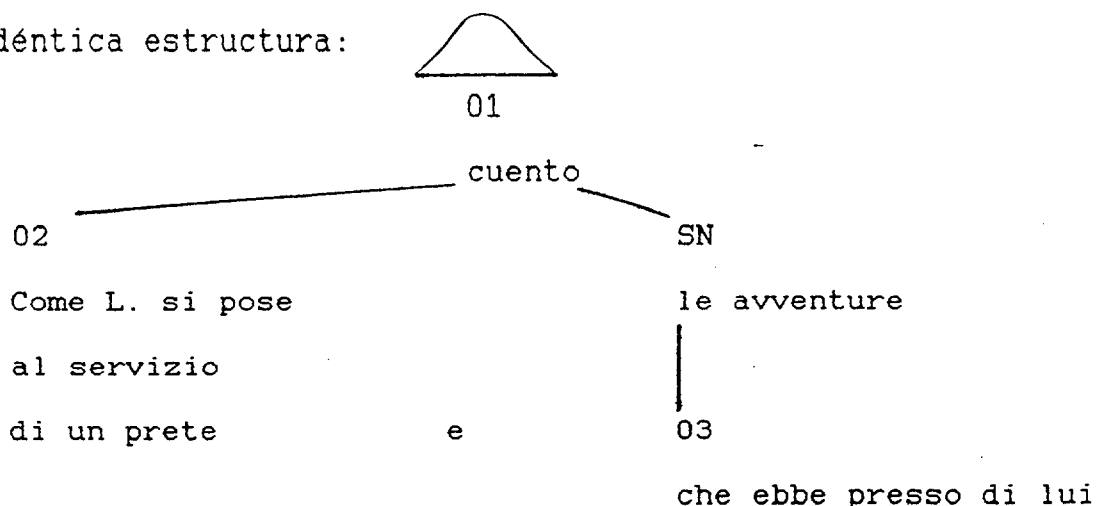 déntica estructura:
01
cuento
02 SN
Come L. si pose le avventure
al servizio
di un prete e 03
che ebbe presso di lui